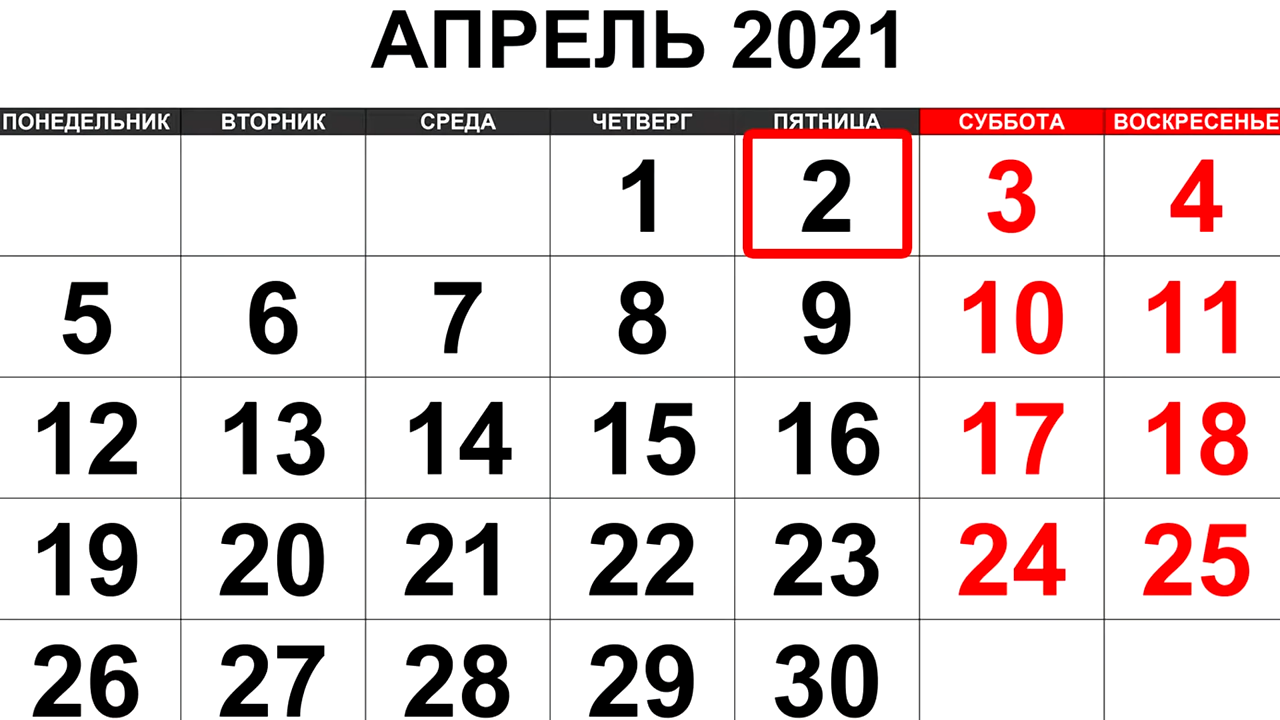 АПРЕЛЬ 2021
ПОНЕДЕЛЬНИК ВТОРНИК СРЕДА ЧЕТВЕРГ ПЯТНИЦА СУББОТА ВОСКРЕСЕНЬЕ
1 2 3 4
5 6 7 8 9 10 11
12 13 14 15 16 17 18
19 20 21 22 23 24 25
26 27 28 29 30